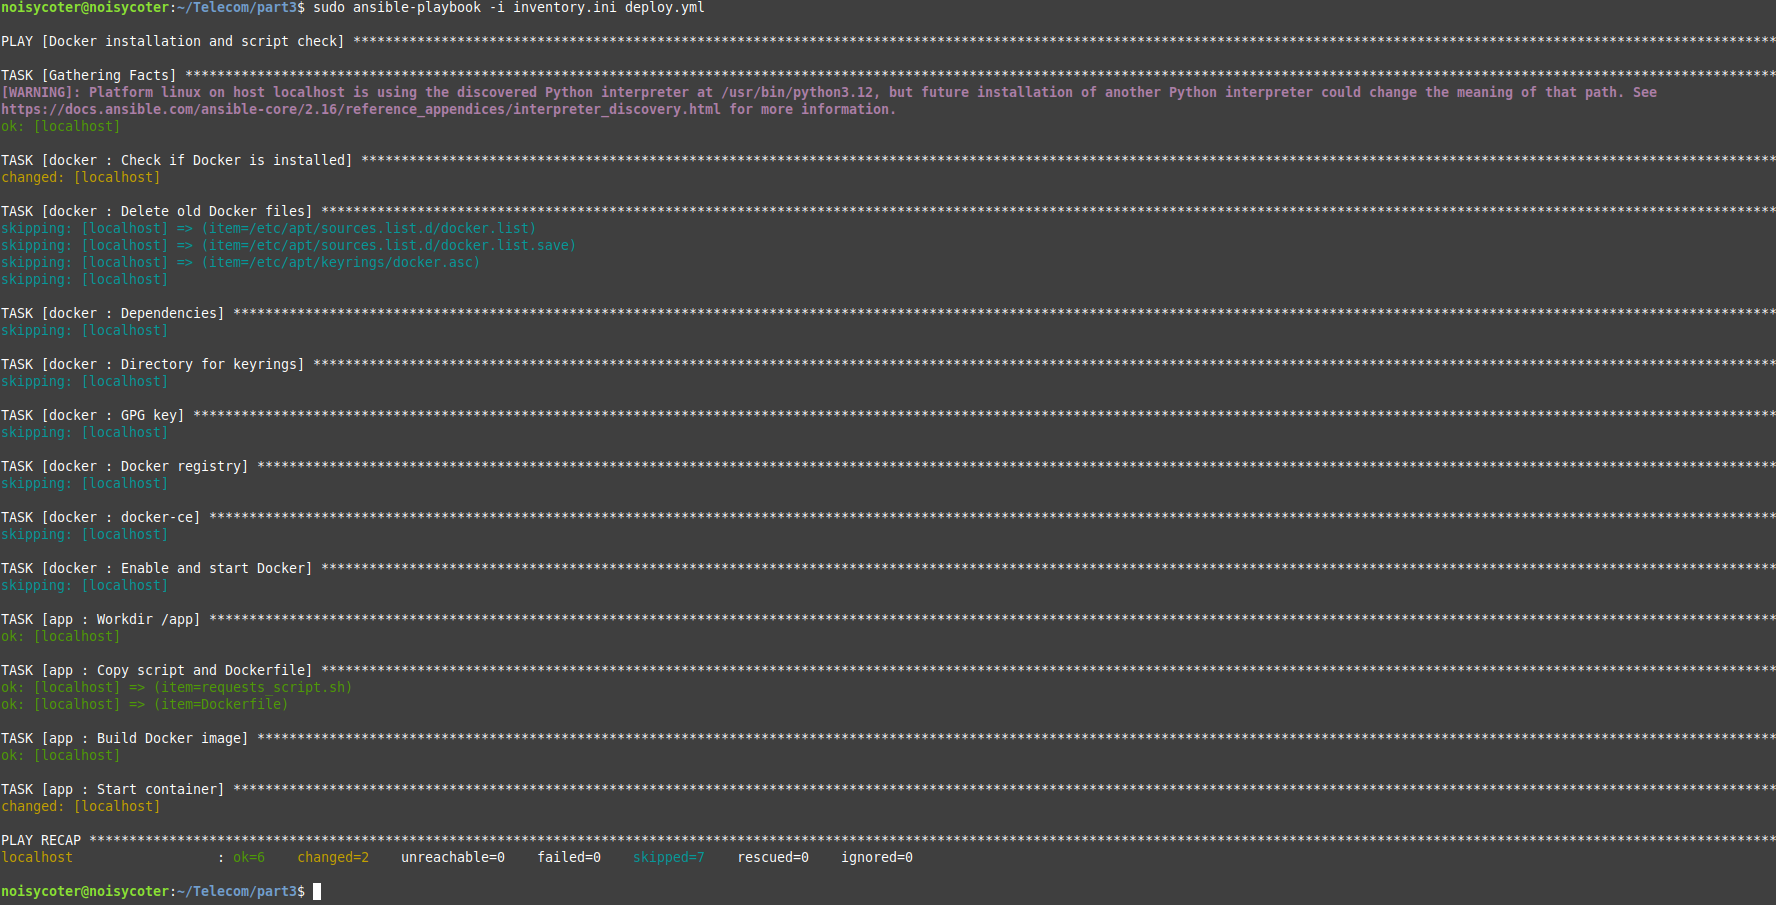 noisycoter@noisycoter:~/Telecom/part3$ sudo ansible-playbook -i inventory.ini deploy.yml
PLAY [Docker installation and script check] **********************************************************************************************************************************************************************************
TASK [Gathering Facts] *******************************************************************************************************************************************************************************************************
[WARNING]: Platform linux on host localhost is using the discovered Python interpreter at /usr/bin/python3.12, but future installation of another Python interpreter could change the meaning of that path. See
https://docs.ansible.com/ansible-core/2.16/reference_appendices/interpreter_discovery.html for more information.
ok: [localhost]
TASK [docker : Check if Docker is installed] *********************************************************************************************************************************************************************************
changed: [localhost]
TASK [docker : Delete old Docker files] **************************************************************************************************************************************************************************************
skipping: [localhost] => (item=/etc/apt/sources.list.d/docker.list)
skipping: [localhost] => (item=/etc/apt/sources.list.d/docker.list.save)
skipping: [localhost] => (item=/etc/apt/keyrings/docker.asc)
skipping: [localhost]
TASK [docker : Dependencies] *************************************************************************************************************************************************************************************************
skipping: [localhost]
TASK [docker : Directory for keyrings] ***************************************************************************************************************************************************************************************
skipping: [localhost]
TASK [docker : GPG key] ******************************************************************************************************************************************************************************************************
skipping: [localhost]
TASK [docker : Docker registry] **********************************************************************************************************************************************************************************************
skipping: [localhost]
TASK [docker : docker-ce] ****************************************************************************************************************************************************************************************************
skipping: [localhost]
TASK [docker : Enable and start Docker] **************************************************************************************************************************************************************************************
skipping: [localhost]
TASK [app : Workdir /app] ****************************************************************************************************************************************************************************************************
ok: [localhost]
TASK [app : Copy script and Dockerfile] **************************************************************************************************************************************************************************************
ok: [localhost] => (item=requests_script.sh)
ok: [localhost] => (item=Dockerfile)
TASK [app : Build Docker image] **********************************************************************************************************************************************************************************************
ok: [localhost]
TASK [app : Start container] *************************************************************************************************************************************************************************************************
changed: [localhost]
PLAY RECAP *******************************************************************************************************************************************************************************************************************
localhost                  : ok=6    changed=2    unreachable=0    failed=0    skipped=7    rescued=0    ignored=0
noisycoter@noisycoter:~/Telecom/part3$